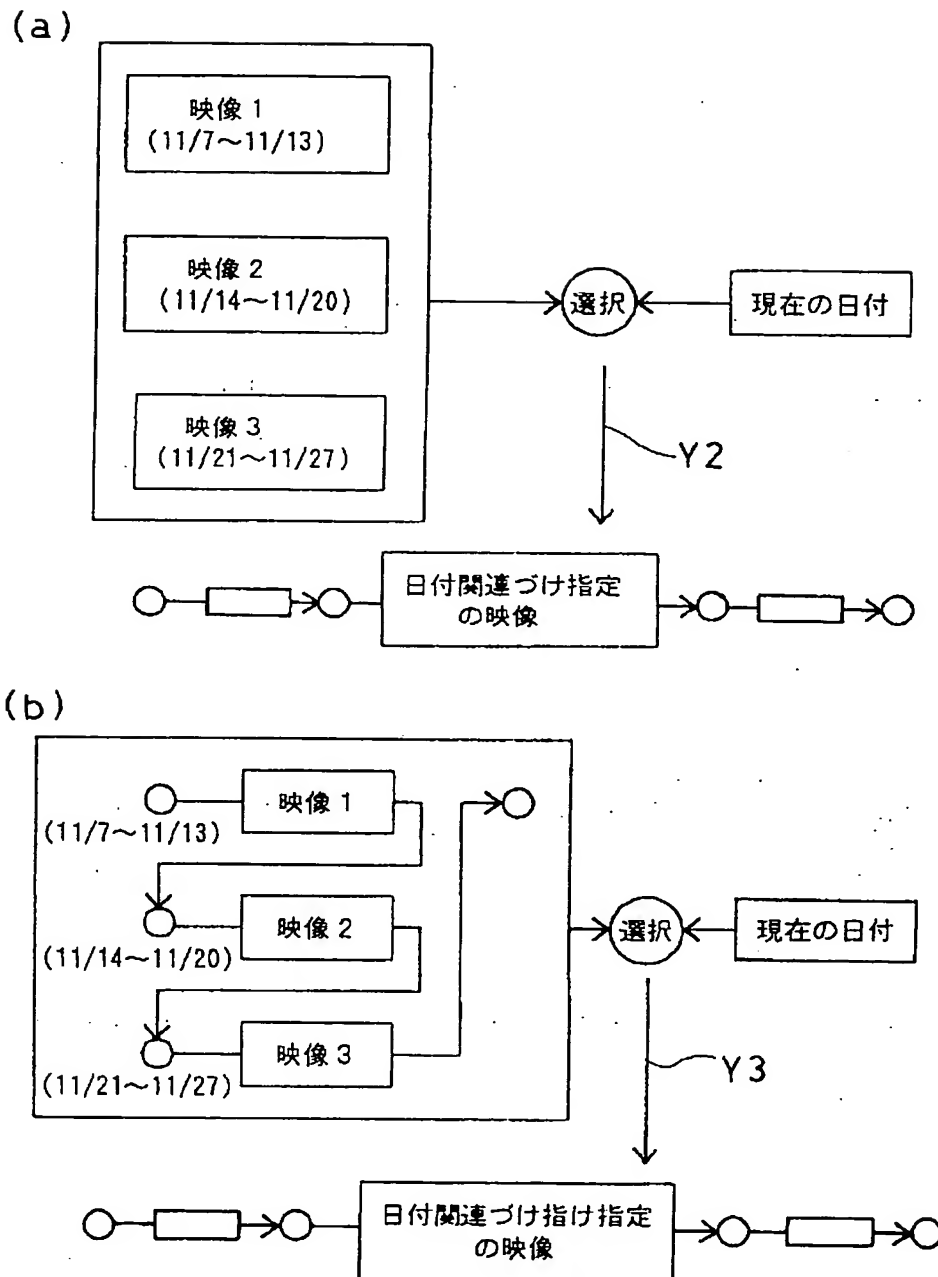 (a)
映像1
(11/7~11/13)
映像2
(11/14~11/20)
映像3
(11/21~11/27)
選択
現在の日付
Y2
日付関連づけ指定
の映像
(b)
映像1
(11/7~11/13)
映像2
(11/14~11/20)
映像3
(11/21~11/27)
選択
現在の日付
Y3
日付関連づけ指け指定
の映像